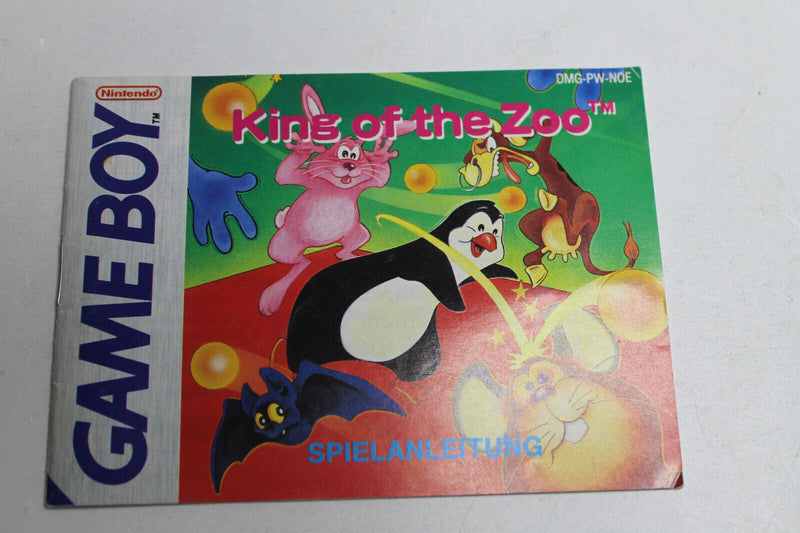 Nintendo
GAME BOY™
DMG-PW-NOE
King of the Zoo™
SPIELANLEITUNG